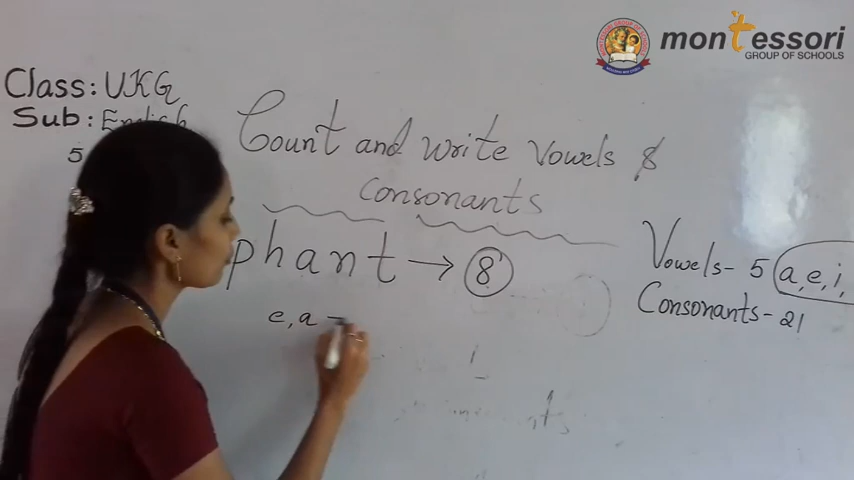 montessori
GROUP OF SCHOOLS
Class: UKG
Sub: English
5
Count and write Vowels &
consonants
phant → 8
Vowels - 5 a, e, i,
Consonants - 21
e, a -